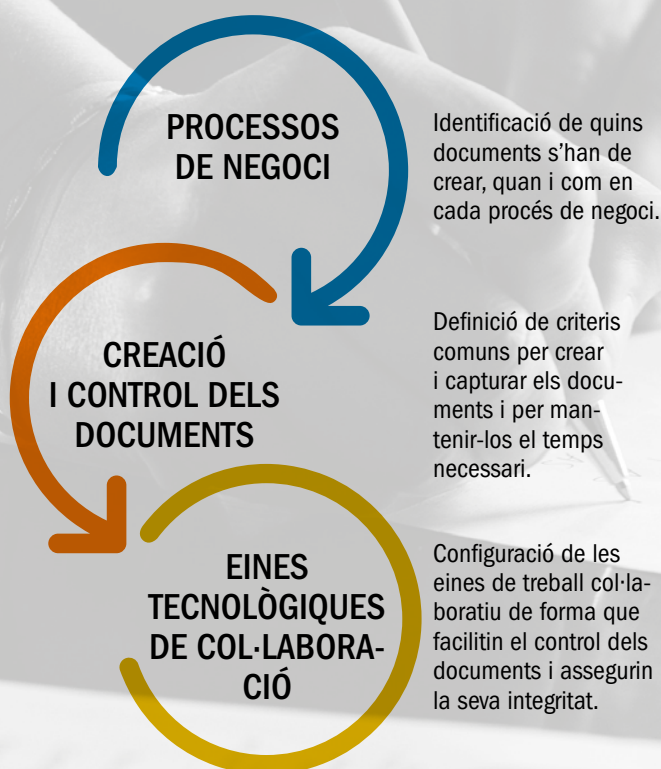 PROCESSOS
DE NEGOCI
Identificació de quins
documents s'han de
crear, quan i com en
cada procés de negoci.
CREACIÓ
I CONTROL DELS
DOCUMENTS
Definició de criteris
comuns per crear
i capturar els docu-
ments i per man-
tenir-los el temps
necessari.
EINES
TECNOLÒGIQUES
DE COL·LABORA-
CIÓ
Configuració de les
eines de treball col·la-
boratiu de forma que
facilitin el control dels
documents i assegurin
la seva integritat.